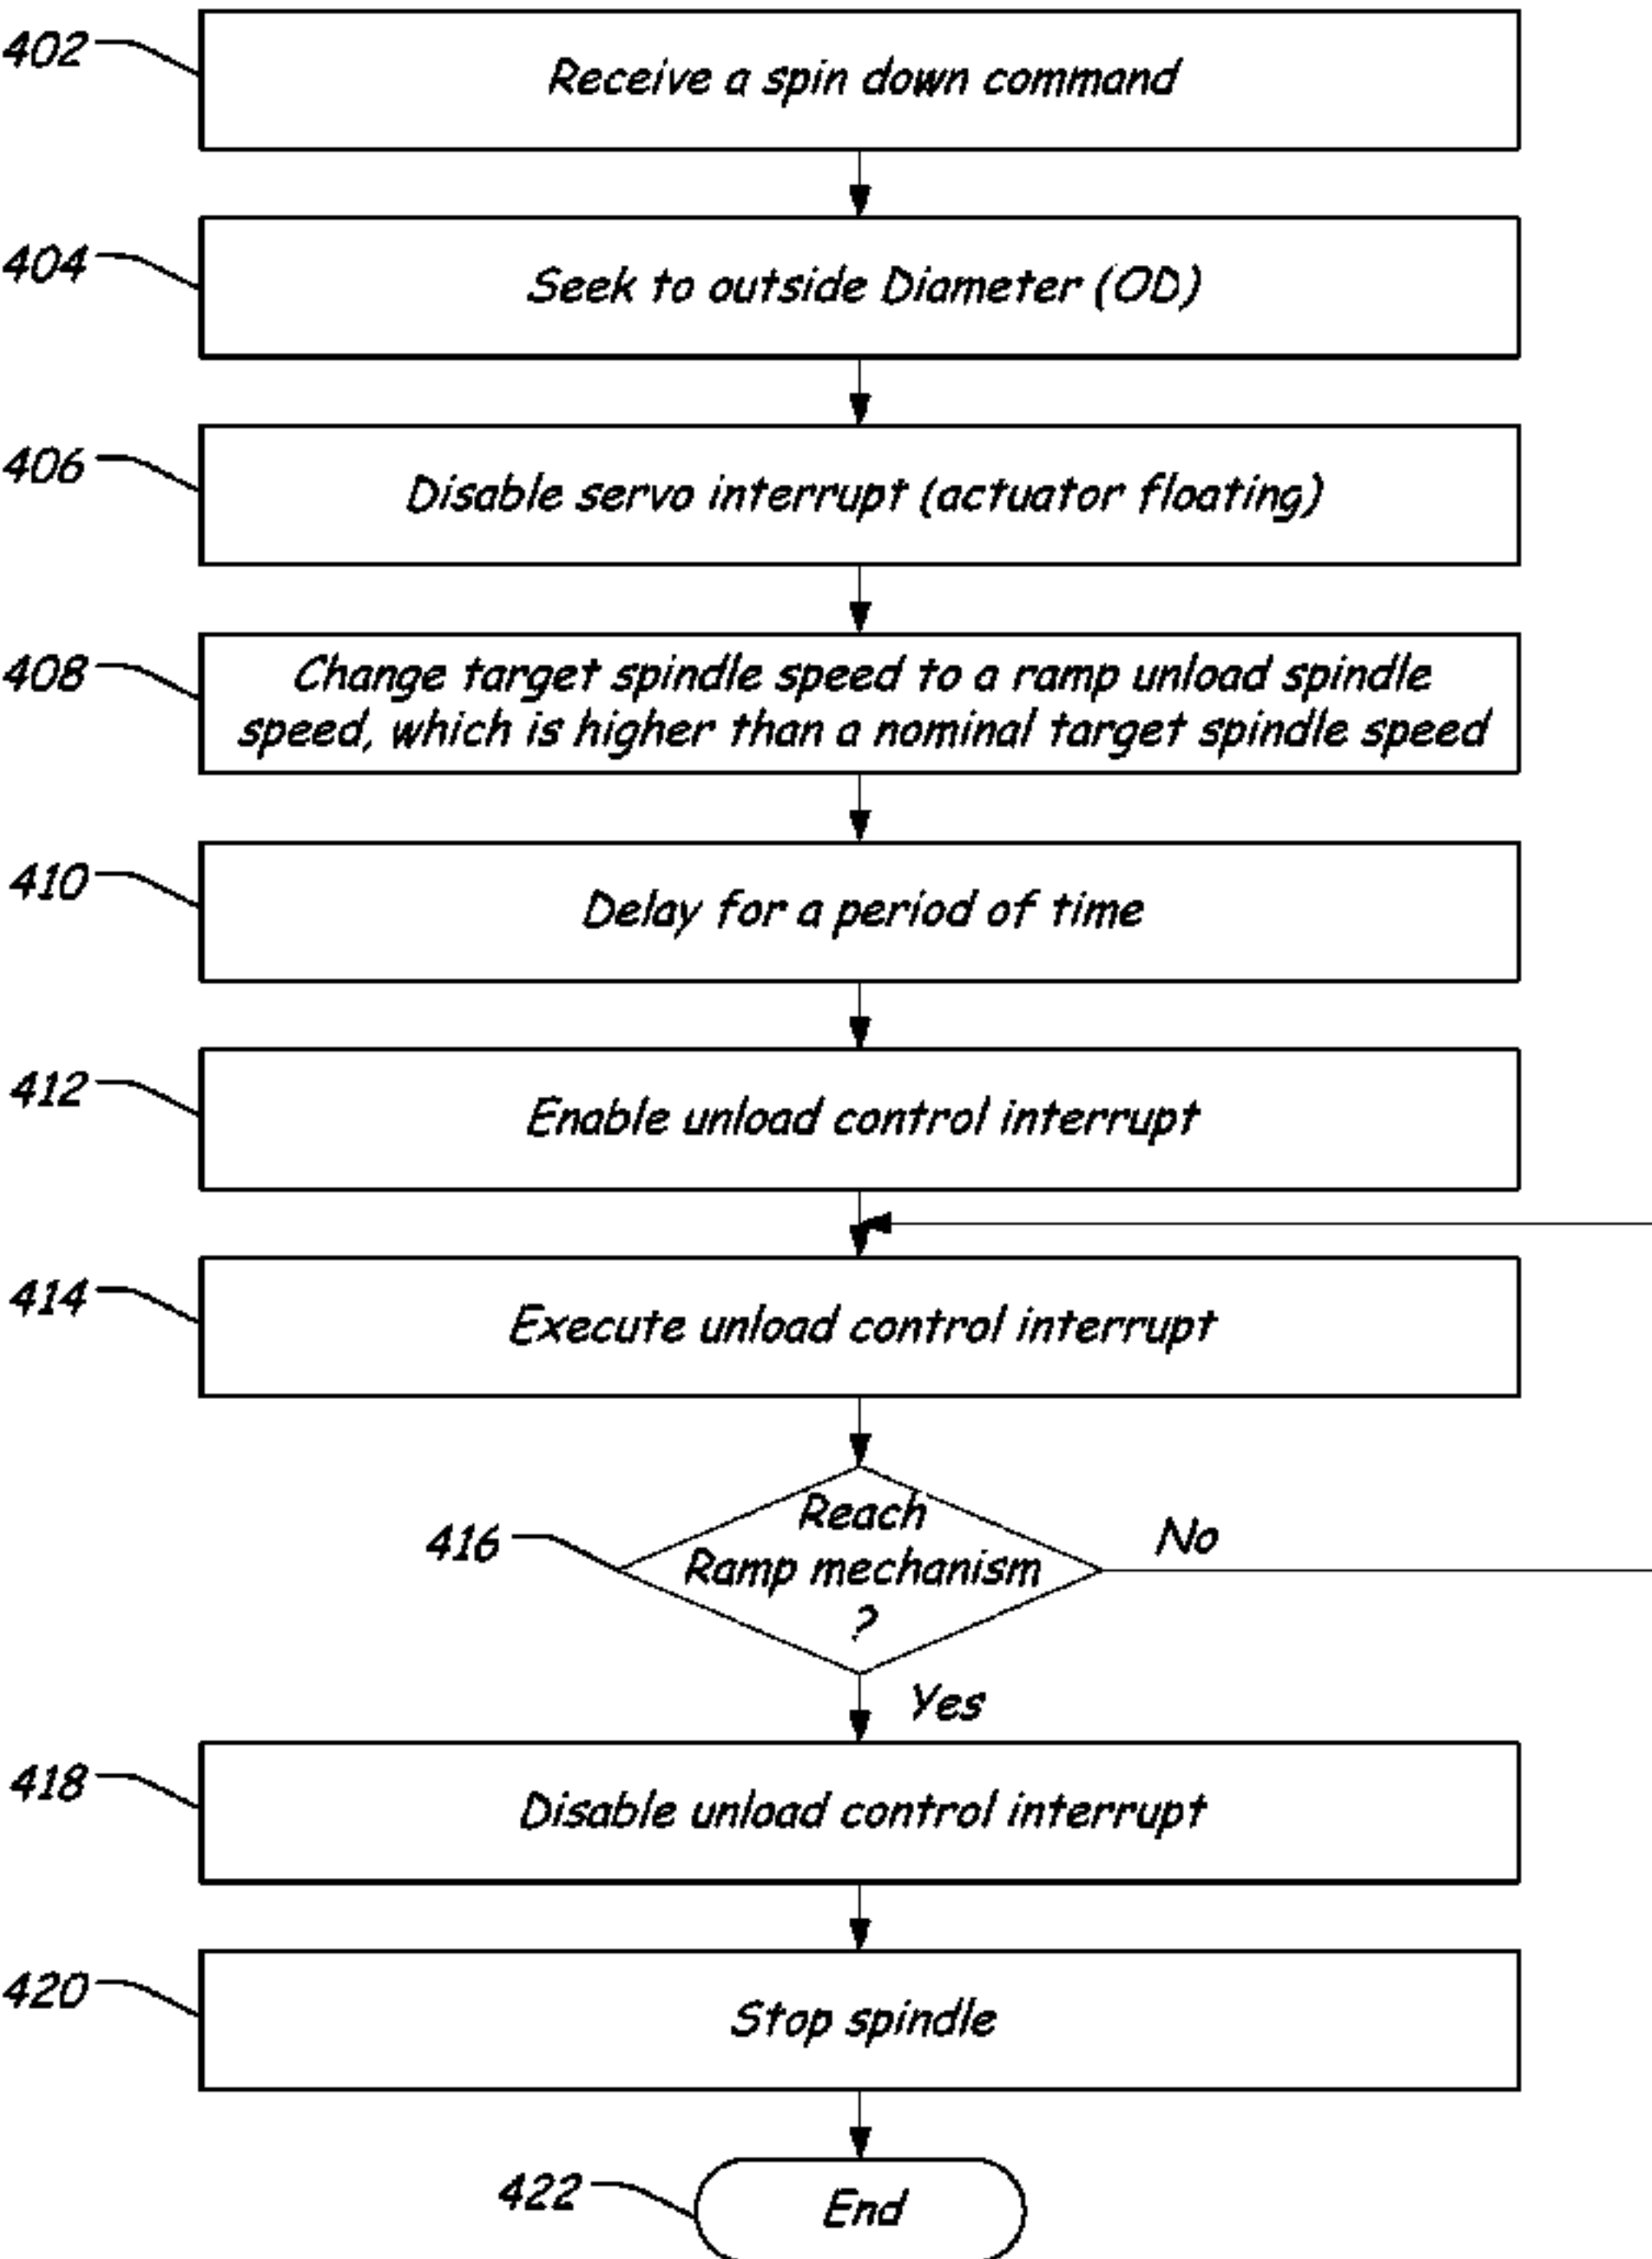 402
Receive a spin down command
404
Seek to outside Diameter (OD)
406
Disable servo interrupt (actuator floating)
408
Change target spindle speed to a ramp unload spindle
speed, which is higher than a nominal target spindle speed
410
Delay for a period of time
412
Enable unload control interrupt
414
Execute unload control interrupt
416
Reach
Ramp mechanism
?
No
Yes
418
Disable unload control interrupt
420
Stop spindle
422
End